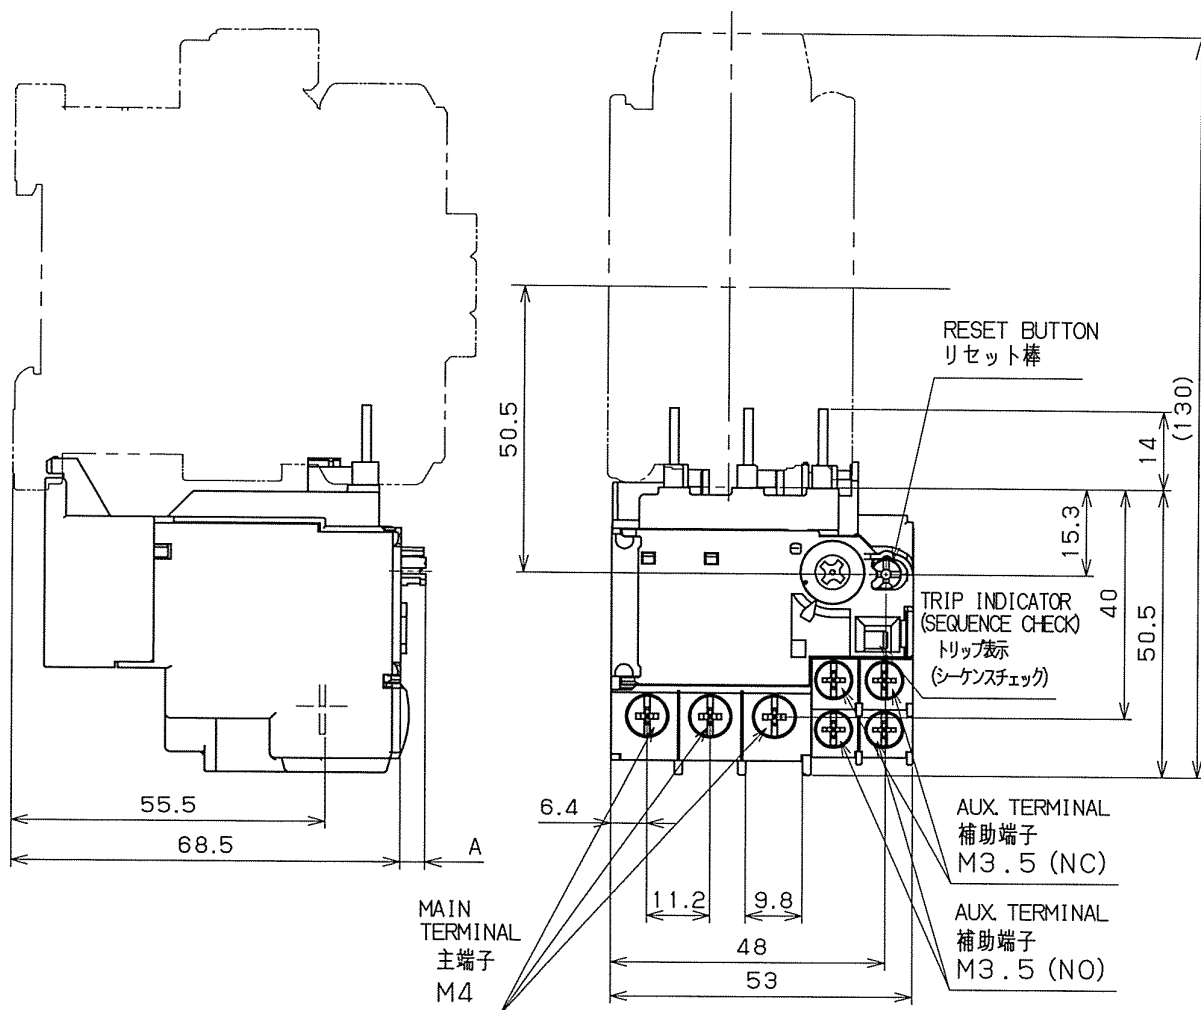 RESET BUTTON
リセット棒
50.5
14
(130)
15.3
40
50.5
TRIP INDICATOR
(SEQUENCE CHECK)
トリップ表示
(シーケンスチェック)
55.5
68.5
A
6.4
11.2
9.8
48
53
MAIN
TERMINAL
主端子
M4
AUX. TERMINAL
補助端子
M3.5 (NC)
AUX. TERMINAL
補助端子
M3.5 (NO)